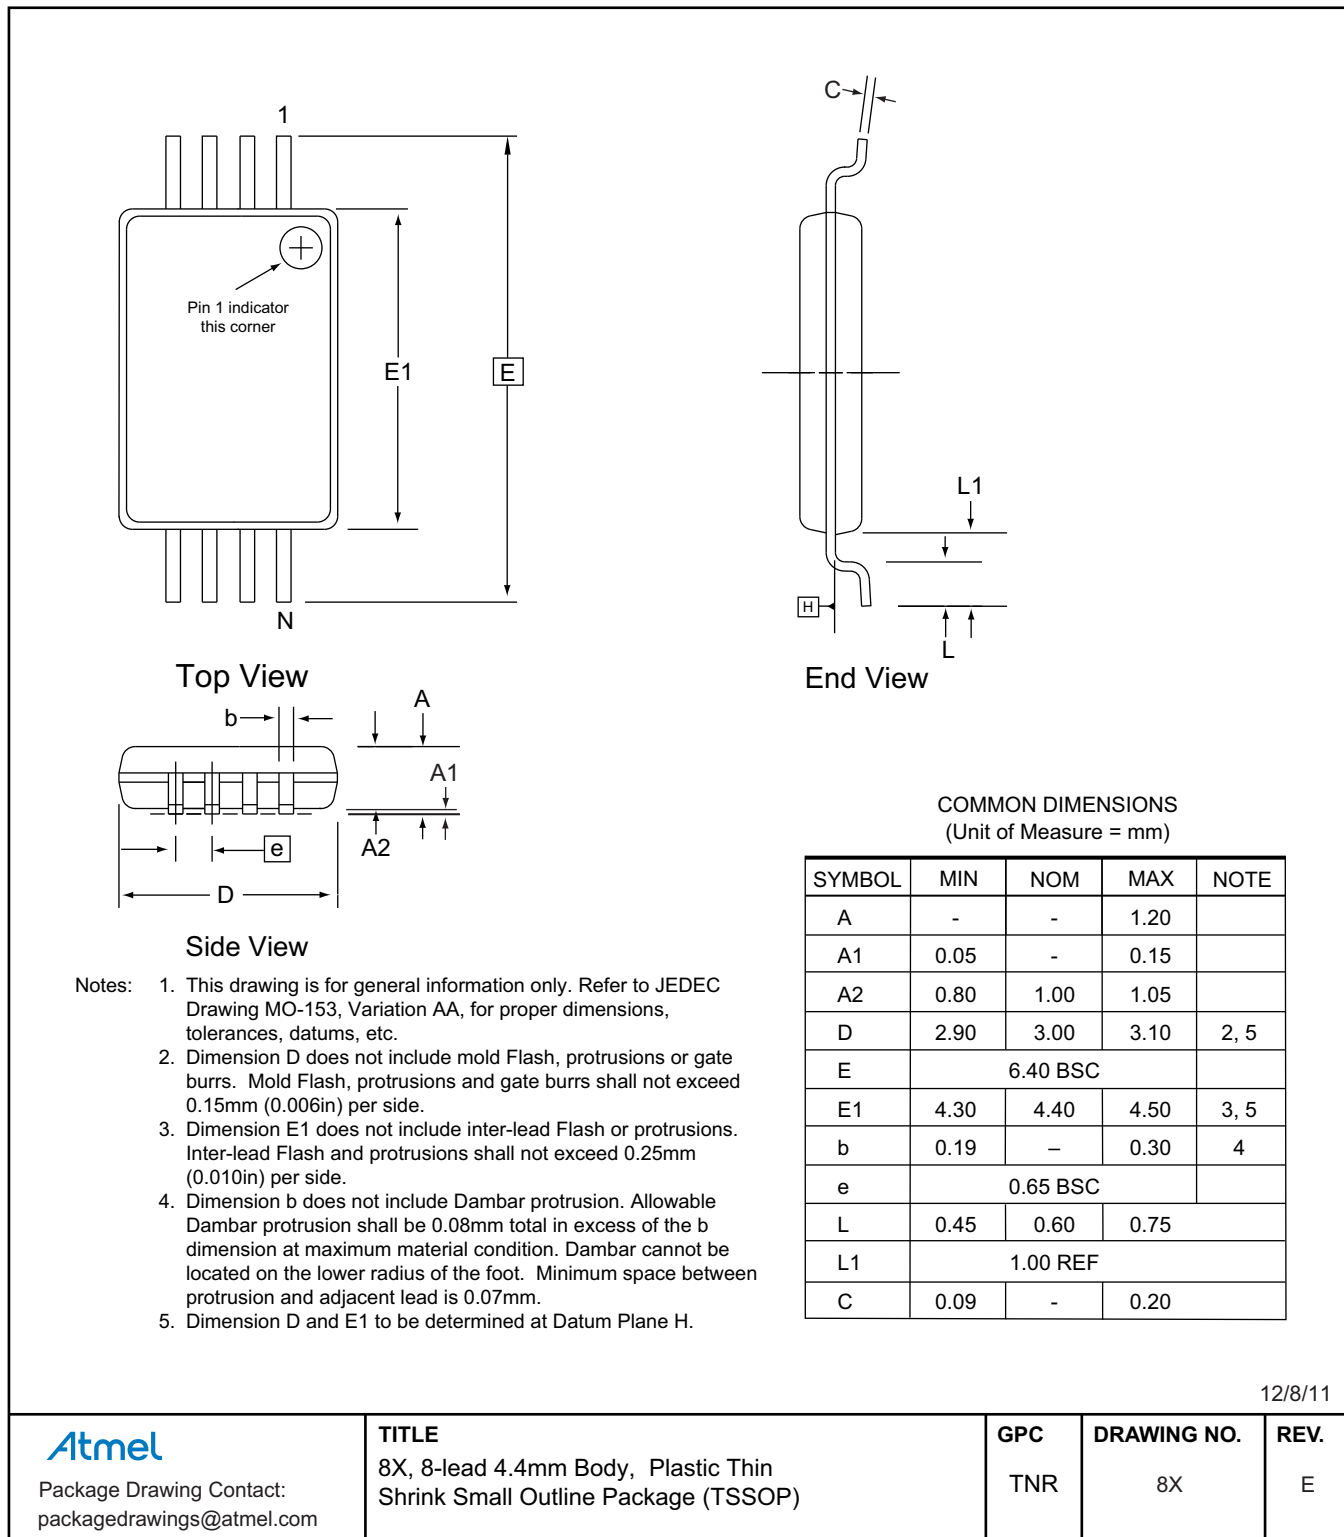 1
C
Pin 1 indicator
this corner
E1
E
L1
H
N
L
Top View
End View
b
A
A1
e
A2
D
Side View
COMMON DIMENSIONS
(Unit of Measure = mm)
SYMBOL MIN NOM MAX NOTE
A - - 1.20
A1 0.05 - 0.15
A2 0.80 1.00 1.05
D 2.90 3.00 3.10 2, 5
E 6.40 BSC
E1 4.30 4.40 4.50 3, 5
b 0.19 – 0.30 4
e 0.65 BSC
L 0.45 0.60 0.75
L1 1.00 REF
C 0.09 - 0.20
Notes: 1. This drawing is for general information only. Refer to JEDEC
Drawing MO-153, Variation AA, for proper dimensions,
tolerances, datums, etc.
2. Dimension D does not include mold Flash, protrusions or gate
burrs. Mold Flash, protrusions and gate burrs shall not exceed
0.15mm (0.006in) per side.
3. Dimension E1 does not include inter-lead Flash or protrusions.
Inter-lead Flash and protrusions shall not exceed 0.25mm
(0.010in) per side.
4. Dimension b does not include Dambar protrusion. Allowable
Dambar protrusion shall be 0.08mm total in excess of the b
dimension at maximum material condition. Dambar cannot be
located on the lower radius of the foot. Minimum space between
protrusion and adjacent lead is 0.07mm.
5. Dimension D and E1 to be determined at Datum Plane H.
12/8/11
Atmel
Package Drawing Contact:
packagedrawings@atmel.com
TITLE
8X, 8-lead 4.4mm Body, Plastic Thin
Shrink Small Outline Package (TSSOP)
GPC
TNR
DRAWING NO.
8X
REV.
E